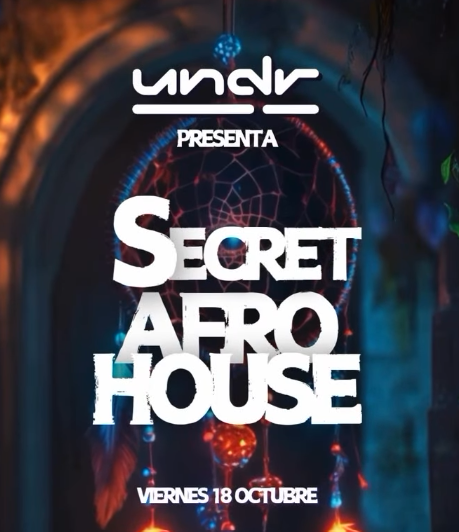 undr
PRESENTA
SECRET
AFRO
HOUSE
VIERNES 18 OCTUBRE